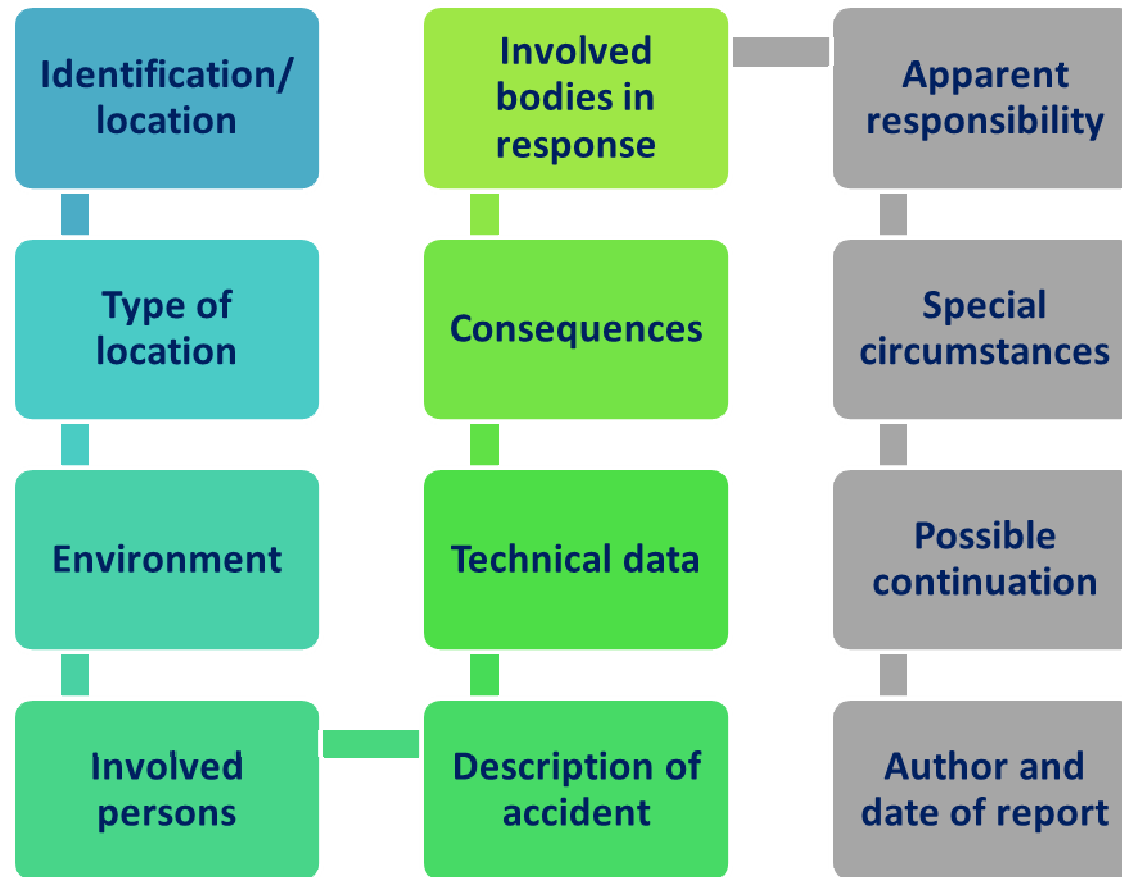 Identification/
location
Type of
location
Environment
Involved
persons
Description of
accident
Technical data
Consequences
Involved
bodies in
response
Apparent
responsibility
Special
circumstances
Possible
continuation
Author and
date of report